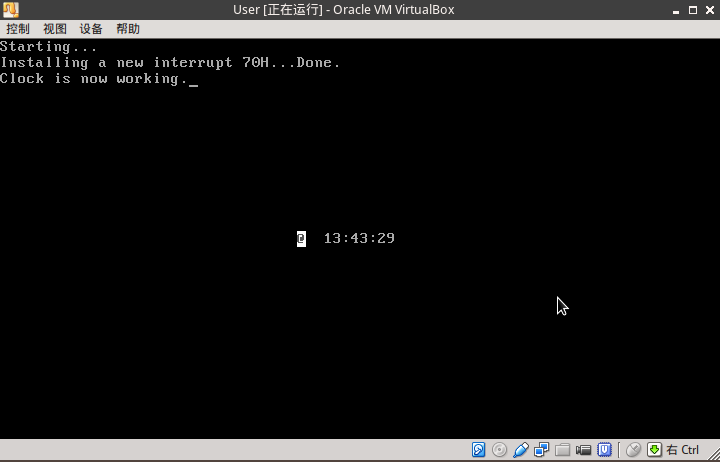 User [正在运行] - Oracle VM VirtualBox
控制 视图 设备 帮助
Starting...
Installing a new interrupt 70H...Done.
Clock is now working._
@ 13:43:29
右 Ctrl